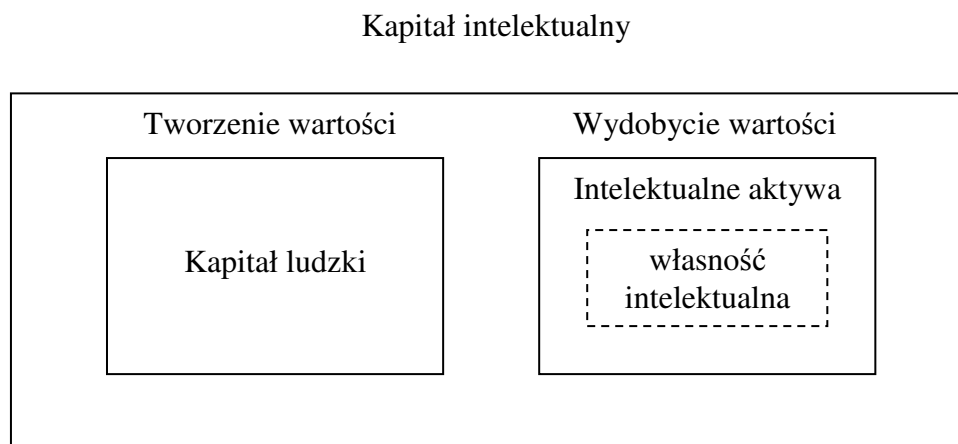 Kapitał intelektualny
Tworzenie wartości
Wydobycie wartości
Kapitał ludzki
Intelektualne aktywa
własność
intelektualna